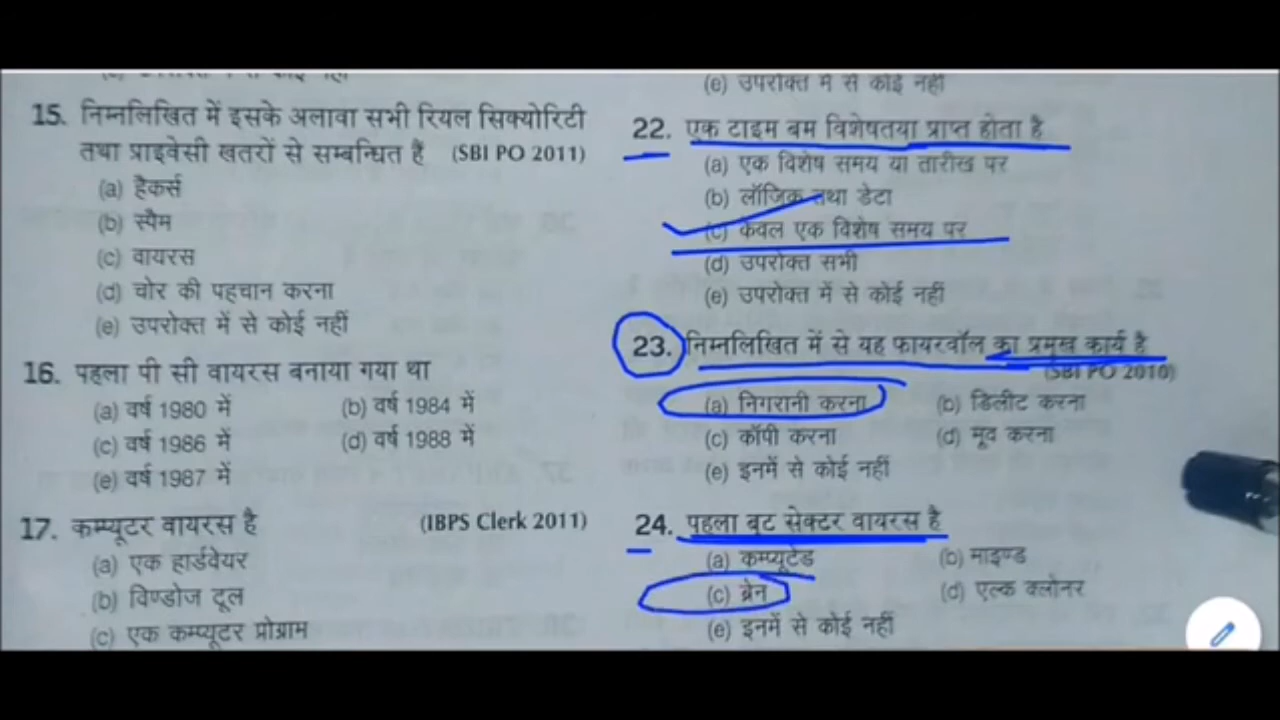 15. निम्नलिखित में इसके अलावा सभी रियल सिक्योरिटी
तथा प्राइवेसी खतरों से सम्बन्धित हैं (SBI PO 2011)
(a) हैकर्स
(b) स्पैम
(c) वायरस
(d) चोर की पहचान करना
(e) उपरोक्त में से कोई नहीं
16. पहला पी सी वायरस बनाया गया था
(a) वर्ष 1980 में (b) वर्ष 1984 में
(c) वर्ष 1986 में (d) वर्ष 1988 में
(e) वर्ष 1987 में
17. कम्प्यूटर वायरस है (IBPS Clerk 2011)
(a) एक हार्डवेयर
(b) विण्डोज टूल
(c) एक कम्प्यूटर प्रोग्राम
(e) उपरोक्त में से कोई नहीं
22. एक टाइम बम विशेषतया प्राप्त होता है
(a) एक विशेष समय या तारीख पर
(b) लॉजिक तथा डेटा
(c) केवल एक विशेष समय पर
(d) उपरोक्त सभी
(e) उपरोक्त में से कोई नहीं
23. निम्नलिखित में से यह फायरवॉल का प्रमुख कार्य है
(SBI PO 2010)
(a) निगरानी करना (b) डिलीट करना
(c) कॉपी करना (d) मूव करना
(e) इनमें से कोई नहीं
24. पहला बूट सेक्टर वायरस है
(a) कम्प्यूटेड (b) माइण्ड
(c) ब्रेन (d) एल्क क्लोनर
(e) इनमें से कोई नहीं